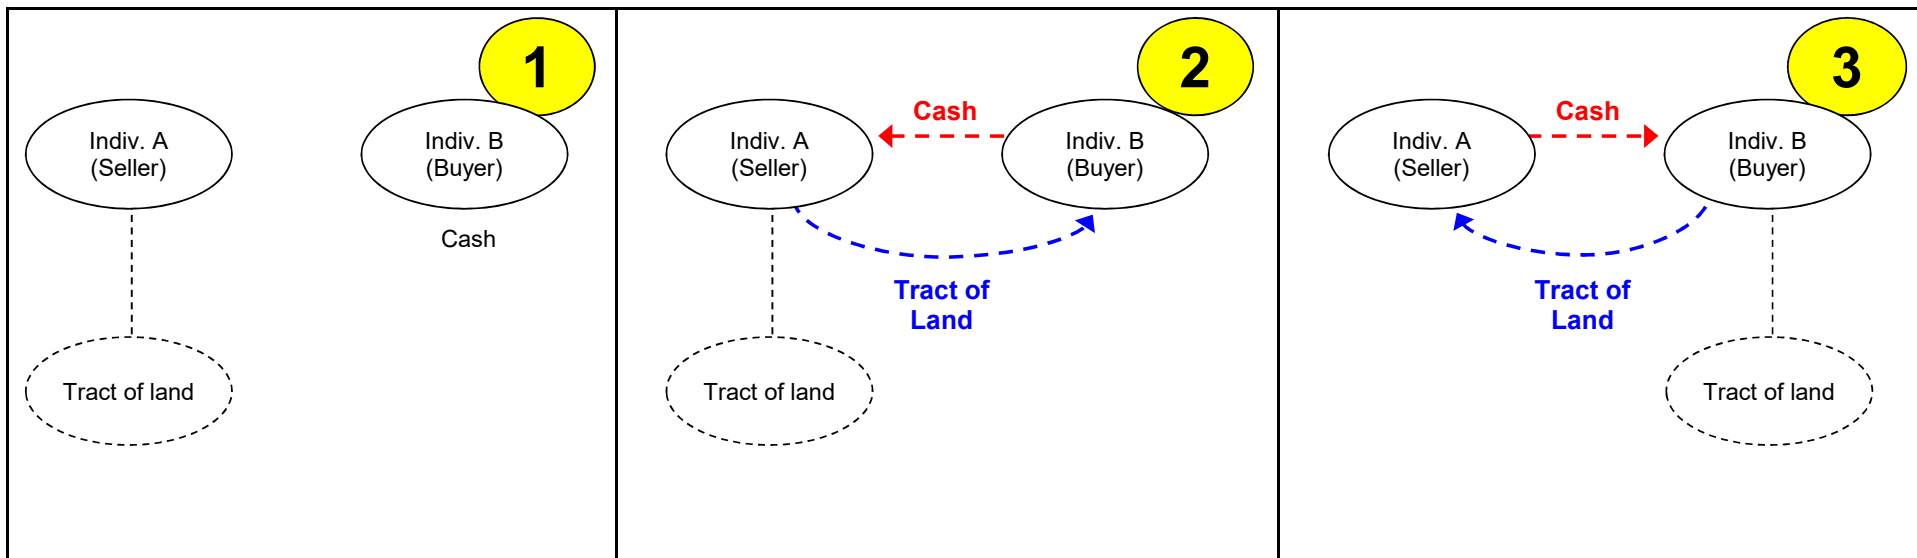 1
Indiv. A
(Seller)
Indiv. B
(Buyer)
Cash
Tract of land
2
Cash
Indiv. A
(Seller)
Indiv. B
(Buyer)
Tract of
Land
Tract of land
3
Cash
Indiv. A
(Seller)
Indiv. B
(Buyer)
Tract of
Land
Tract of land